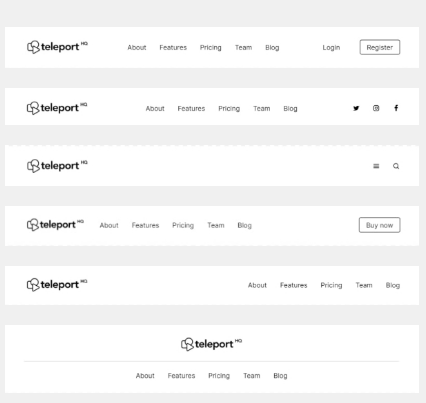 teleport HQ About Features Pricing Team Blog Login Register
teleport HQ About Features Pricing Team Blog
teleport HQ
teleport HQ About Features Pricing Team Blog Buy now
teleport HQ About Features Pricing Team Blog
teleport HQ
About Features Pricing Team Blog